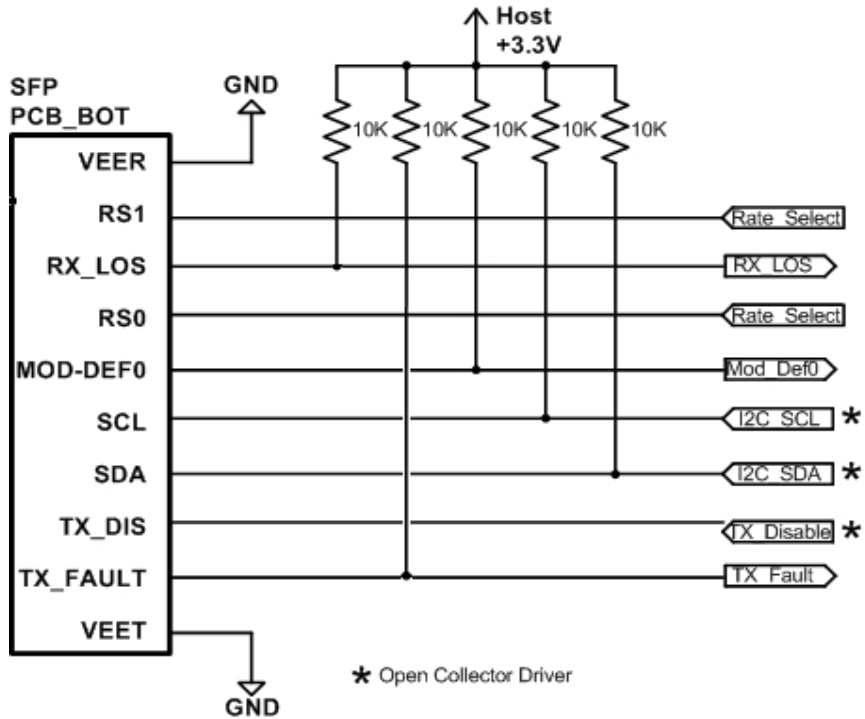 Host
+3.3V
SFP
PCB_BOT
GND
10K 10K 10K 10K 10K
VEER
RS1
Rate_Select
RX_LOS
RX_LOS
RS0
Rate_Select
MOD-DEF0
Mod_Def0
SCL
I2C_SCL *
SDA
I2C_SDA *
TX_DIS
TX_Disable *
TX_FAULT
TX_Fault
VEET
* Open Collector Driver
GND